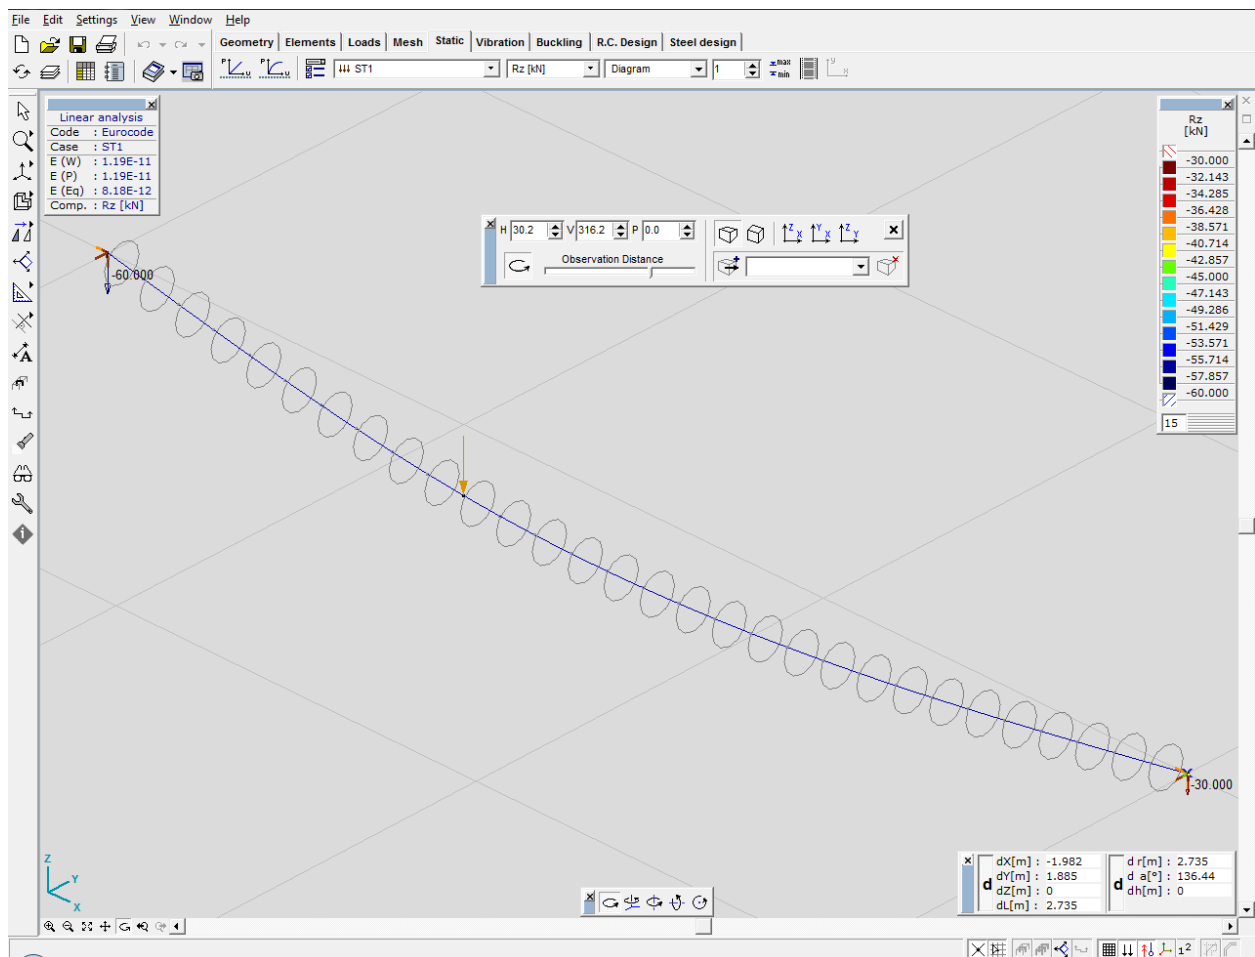 File Edit Settings View Window Help
Geometry Elements Loads Mesh Static Vibration Buckling R.C. Design Steel design
ST1 Rz [kN] Diagram 1 max min
Linear analysis
Code : Eurocode
Case : ST1
E (W) : 1.19E-11
E (P) : 1.19E-11
E (Eq) : 8.18E-12
Comp. : Rz [kN]
H 30.2 V 316.2 P 0.0
Observation Distance
Rz
[kN]
-30.000
-32.143
-34.285
-36.428
-38.571
-40.714
-42.857
-45.000
-47.143
-49.286
-51.429
-53.571
-55.714
-57.857
-60.000
15
-60.000
-30.000
Z
Y
X
d
dX[m] : -1.982
dY[m] : 1.885
dZ[m] : 0
dL[m] : 2.735
d
d r[m] : 2.735
d a[°] : 136.44
dh[m] : 0